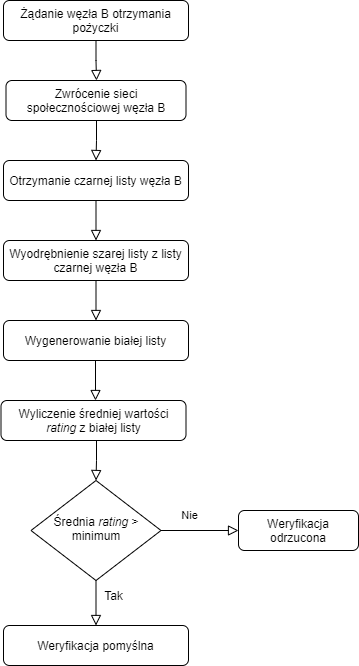 Żądanie węzła B otrzymania
pożyczki
Zwrócenie sieci
społecznościowej węzła B
Otrzymanie czarnej listy węzła B
Wyodrębnienie szarej listy z listy
czarnej węzła B
Wygenerowanie białej listy
Wyliczenie średniej wartości
rating z białej listy
Średnia rating >
minimum
Nie
Weryfikacja
odrzucona
Tak
Weryfikacja pomyślna